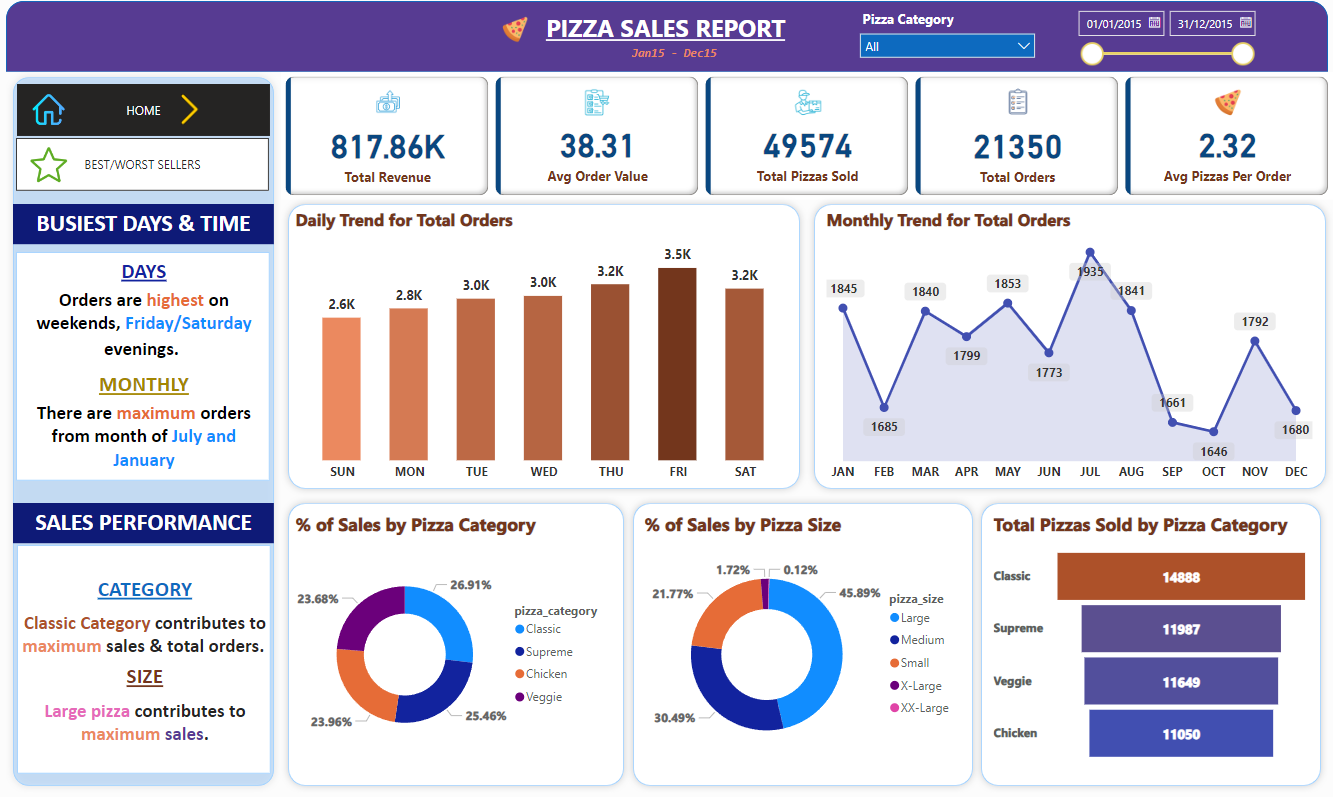 PIZZA SALES REPORT
Jan15 - Dec15
Pizza Category
All
01/01/2015
31/12/2015
HOME
BEST/WORST SELLERS
BUSIEST DAYS & TIME
DAYS
Orders are highest on
weekends, Friday/Saturday
evenings.
MONTHLY
There are maximum orders
from month of July and
January
SALES PERFORMANCE
CATEGORY
Classic Category contributes to
maximum sales & total orders.
SIZE
Large pizza contributes to
maximum sales.
817.86K
Total Revenue
38.31
Avg Order Value
49574
Total Pizzas Sold
21350
Total Orders
2.32
Avg Pizzas Per Order
Daily Trend for Total Orders
2.6K
2.8K
3.0K
3.0K
3.2K
3.5K
3.2K
SUN MON TUE WED THU FRI SAT
Monthly Trend for Total Orders
1845
1685
1840
1799
1853
1773
1935
1841
1661
1646
1792
1680
JAN FEB MAR APR MAY JUN JUL AUG SEP OCT NOV DEC
% of Sales by Pizza Category
26.91%
25.46%
23.96%
23.68%
pizza_category
Classic
Supreme
Chicken
Veggie
% of Sales by Pizza Size
1.72%
0.12%
45.89%
30.49%
21.77%
pizza_size
Large
Medium
Small
X-Large
XX-Large
Total Pizzas Sold by Pizza Category
Classic 14888
Supreme 11987
Veggie 11649
Chicken 11050